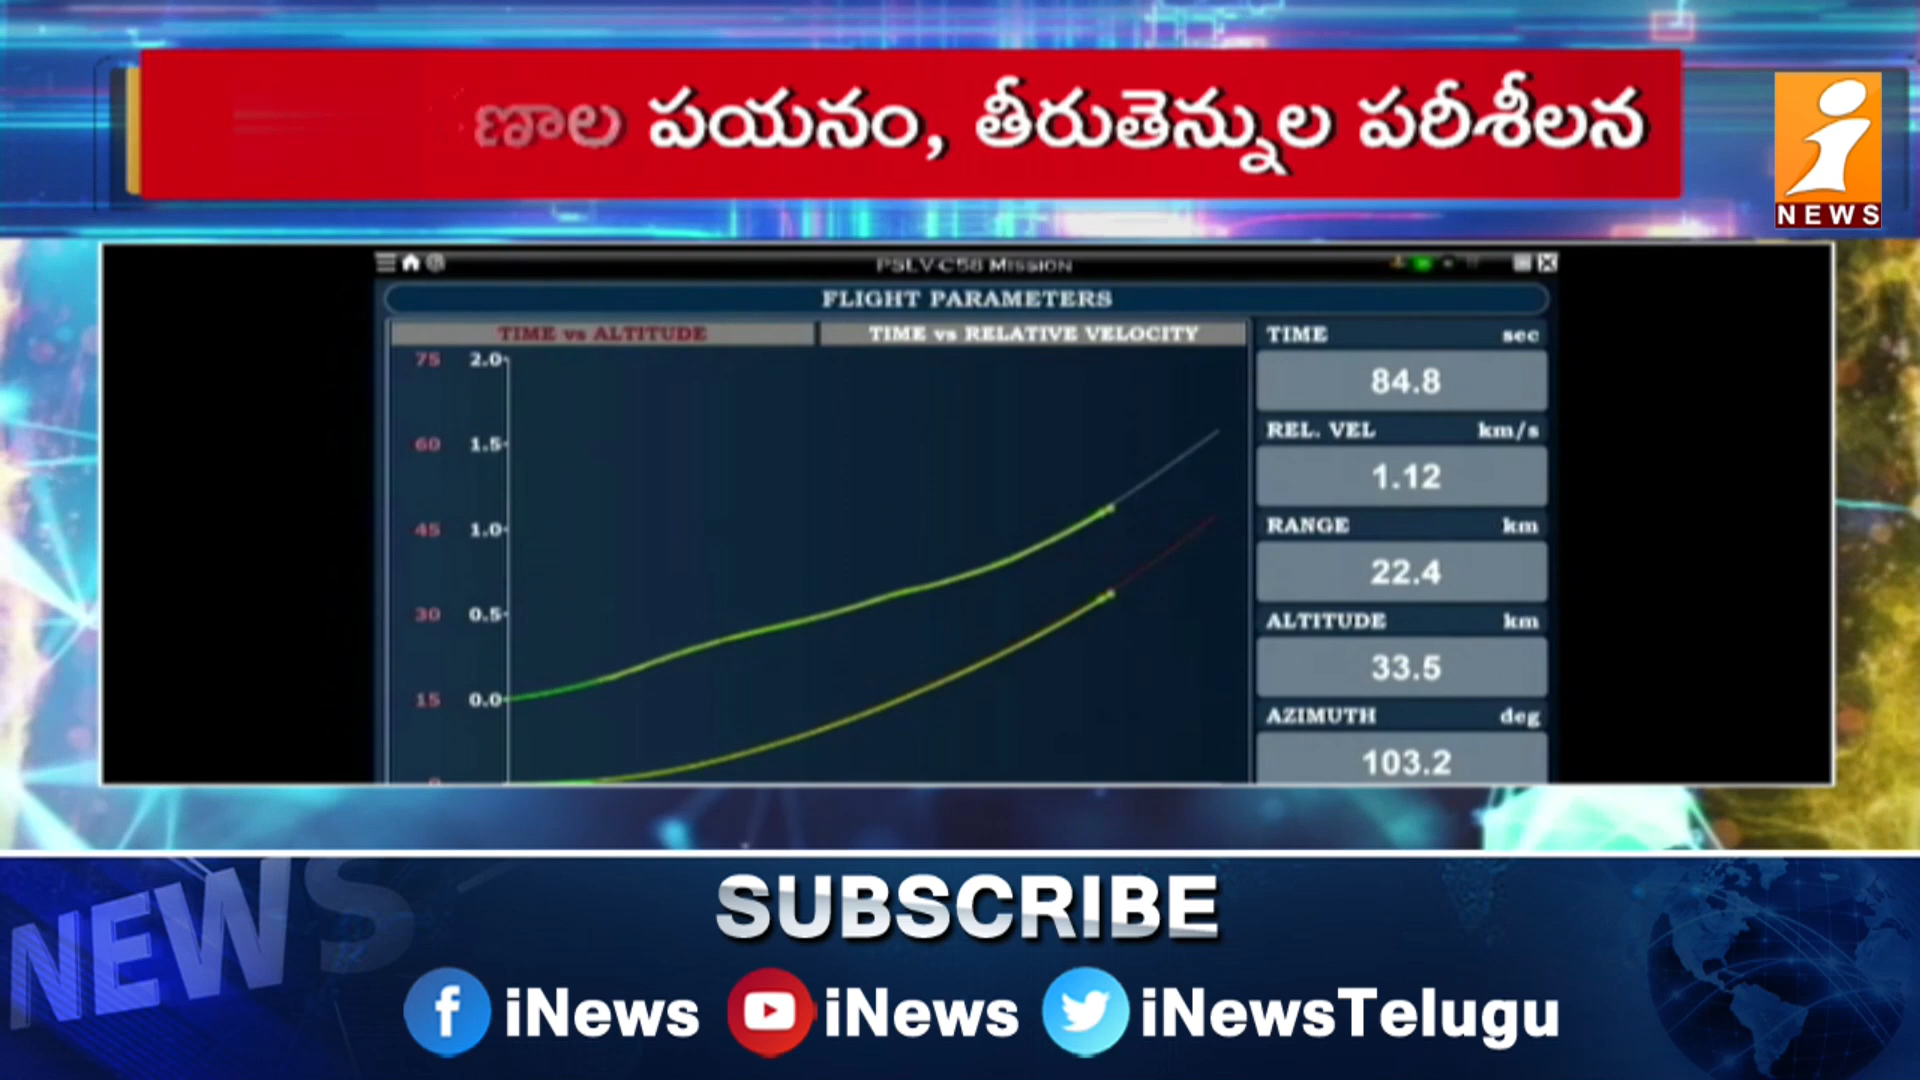 ణాల పయనం, తీరుతెన్నుల పరిశీలన
NEWS
PSLV-C58 MISSION
FLIGHT PARAMETERS
TIME vs ALTITUDE
TIME vs RELATIVE VELOCITY
TIME sec
84.8
REL. VEL km/s
1.12
RANGE km
22.4
ALTITUDE km
33.5
AZIMUTH deg
103.2
75 2.0
60 1.5
45 1.0
30 0.5
15 0.0
NEWS
SUBSCRIBE
iNews iNews iNewsTelugu